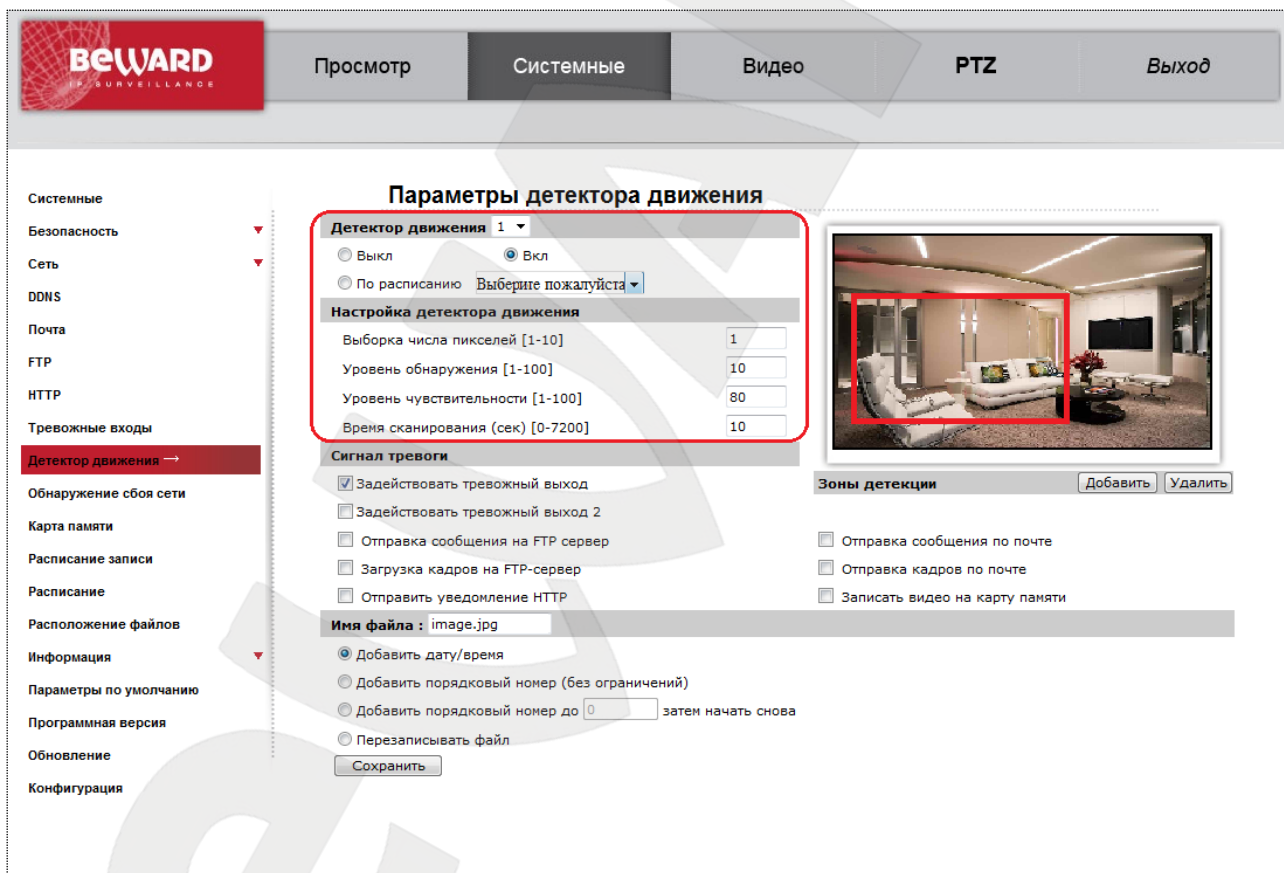 BEWARD
IP SURVEILLANCE
Просмотр
Системные
Видео
PTZ
Выход
Системные
Безопасность
Сеть
DDNS
Почта
FTP
HTTP
Тревожные входы
Детектор движения →
Обнаружение сбоя сети
Карта памяти
Расписание записи
Расписание
Расположение файлов
Информация
Параметры по умолчанию
Программная версия
Обновление
Конфигурация
Параметры детектора движения
Детектор движения 1
Выкл Вкл
По расписанию Выберите пожалуйста
Настройка детектора движения
Выборка числа пикселей [1-10] 1
Уровень обнаружения [1-100] 10
Уровень чувствительности [1-100] 80
Время сканирования (сек) [0-7200] 10
Сигнал тревоги
Задействовать тревожный выход
Задействовать тревожный выход 2
Отправка сообщения на FTP сервер
Загрузка кадров на FTP-сервер
Отправить уведомление HTTP
Зоны детекции Добавить Удалить
Отправка сообщения по почте
Отправка кадров по почте
Записать видео на карту памяти
Имя файла : image.jpg
Добавить дату/время
Добавить порядковый номер (без ограничений)
Добавить порядковый номер до 0 затем начать снова
Перезаписывать файл
Сохранить